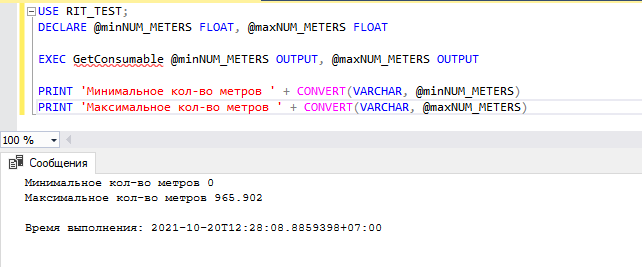 USE RIT_TEST;
DECLARE @minNUM_METERS FLOAT, @maxNUM_METERS FLOAT
EXEC GetConsumable @minNUM_METERS OUTPUT, @maxNUM_METERS OUTPUT
PRINT 'Минимальное кол-во метров ' + CONVERT(VARCHAR, @minNUM_METERS)
PRINT 'Максимальное кол-во метров ' + CONVERT(VARCHAR, @maxNUM_METERS)
100 %
Сообщения
Минимальное кол-во метров 0
Максимальное кол-во метров 965.902
Время выполнения: 2021-10-20T12:28:08.8859398+07:00